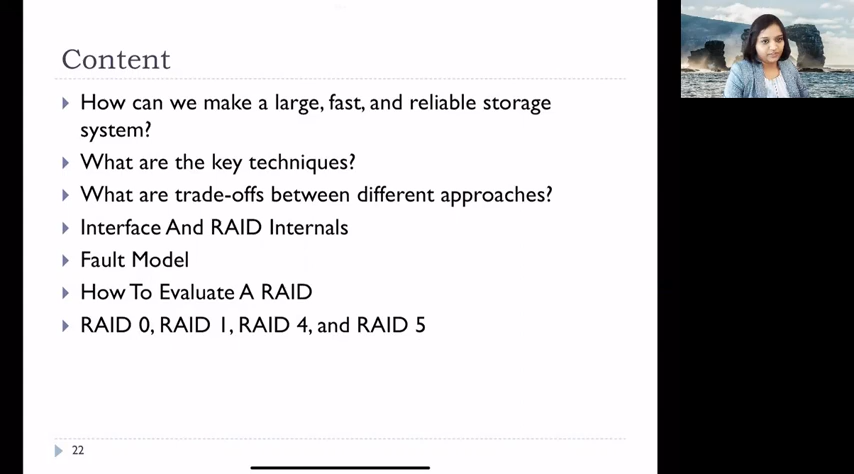 Content
How can we make a large, fast, and reliable storage
system?
What are the key techniques?
What are trade-offs between different approaches?
Interface And RAID Internals
Fault Model
How To Evaluate A RAID
RAID 0, RAID 1, RAID 4, and RAID 5
22